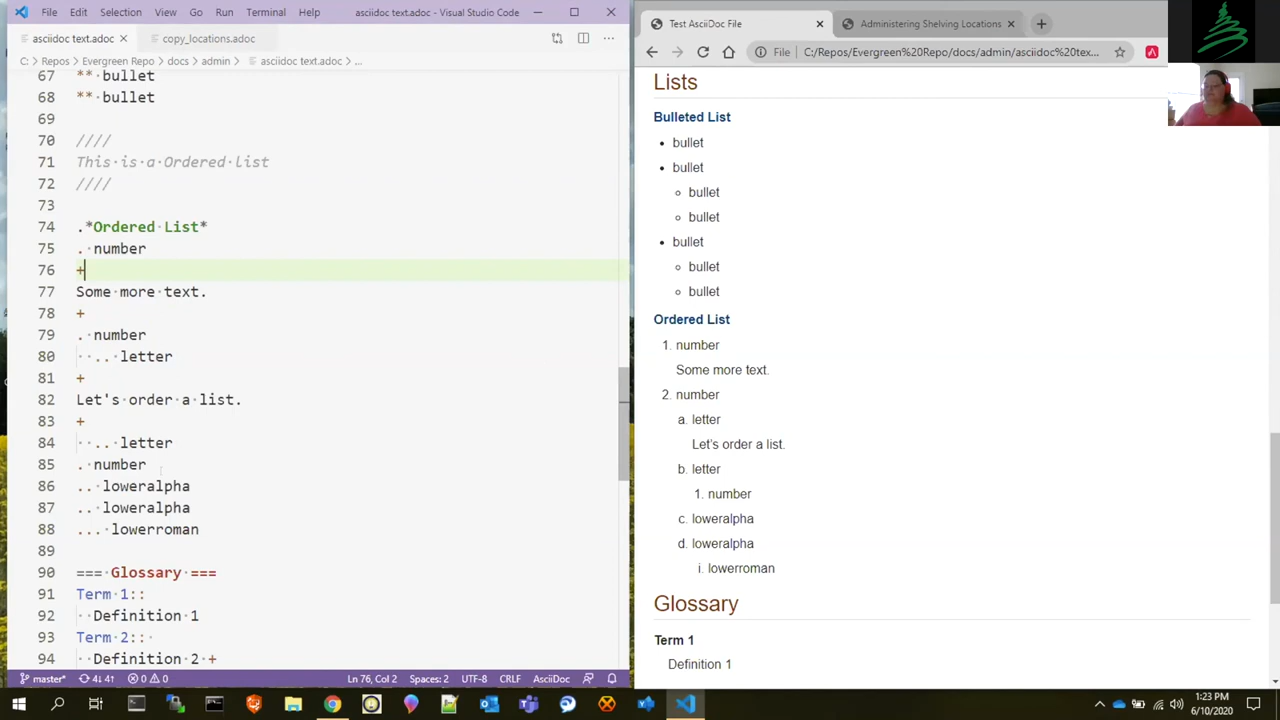 File Edit Selection View Go Run Terminal Help asciidoc text.adoc - Visual Studio Code
asciidoc text.adoc copy_locations.adoc
C: > Repos > Evergreen Repo > docs > admin > asciidoc text.adoc > ...
67 ** bullet
68 ** bullet
69
70 ////
71 This is a Ordered list
72 ////
73
74 .*Ordered List*
75 . number
76 +
77 Some more text.
78 +
79 . number
80 .. letter
81 +
82 Let's order a list.
83 +
84 .. letter
85 . number
86 .. loweralpha
87 .. loweralpha
88 ... lowerroman
89
90 === Glossary ===
91 Term 1::
92 Definition 1
93 Term 2::
94 Definition 2 +
master* 4↓ 4↑ 0 0 Ln 76, Col 2 Spaces: 2 UTF-8 CRLF AsciiDoc
Test AsciiDoc File Administering Shelving Locations
File C:/Repos/Evergreen%20Repo/docs/admin/asciidoc%20tex...
Lists
Bulleted List
• bullet
• bullet
◦ bullet
◦ bullet
• bullet
◦ bullet
◦ bullet
Ordered List
1. number
Some more text.
2. number
a. letter
Let's order a list.
b. letter
1. number
c. loweralpha
d. loweralpha
i. lowerroman
Glossary
Term 1
Definition 1
1:23 PM
6/10/2020